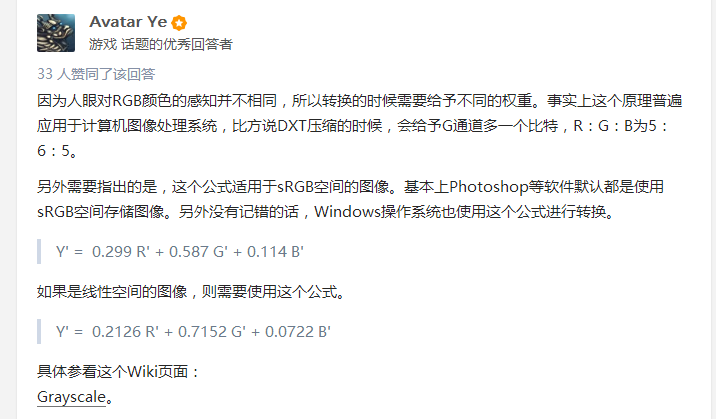 Avatar Ye
游戏 话题的优秀回答者
33 人赞同了该回答
因为人眼对RGB颜色的感知并不相同，所以转换的时候需要给予不同的权重。事实上这个原理普遍
应用于计算机图像处理系统，比方说DXT压缩的时候，会给予G通道多一个比特，R：G：B为5：
6：5。
另外需要指出的是，这个公式适用于sRGB空间的图像。基本上Photoshop等软件默认都是使用
sRGB空间存储图像。另外没有记错的话，Windows操作系统也使用这个公式进行转换。
Y' = 0.299 R' + 0.587 G' + 0.114 B'
如果是线性空间的图像，则需要使用这个公式。
Y' = 0.2126 R' + 0.7152 G' + 0.0722 B'
具体参看这个Wiki页面：
Grayscale。